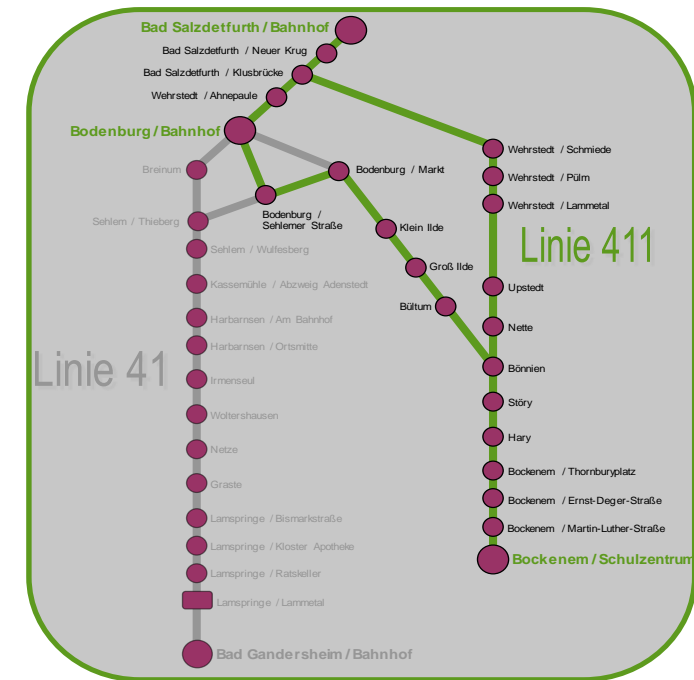 Bad Salzdetfurth / Bahnhof
Bad Salzdetfurth / Neuer Krug
Bad Salzdetfurth / Klusbrücke
Wehrstedt / Ahnepaule
Bodenburg / Bahnhof
Wehrstedt / Schmiede
Breinum
Bodenburg / Markt
Wehrstedt / Pülm
Wehrstedt / Lammetal
Bodenburg /
Sehlemer Straße
Sehlem / Thieberg
Klein Ilde
Linie 411
Sehlem / Wulfesberg
Groß Ilde
Kassemühle / Abzweig Adenstedt
Upstedt
Bültum
Harbarnsen / Am Bahnhof
Nette
Harbarnsen / Ortsmitte
Linie 41
Bönnien
Irmenseul
Störy
Woltershausen
Hary
Netze
Bockenem / Thornburyplatz
Graste
Bockenem / Ernst-Deger-Straße
Lamspringe / Bismarkstraße
Bockenem / Martin-Luther-Straße
Lamspringe / Kloster Apotheke
Bockenem / Schulzentrum
Lamspringe / Ratskeller
Lamspringe / Lammetal
Bad Gandersheim / Bahnhof